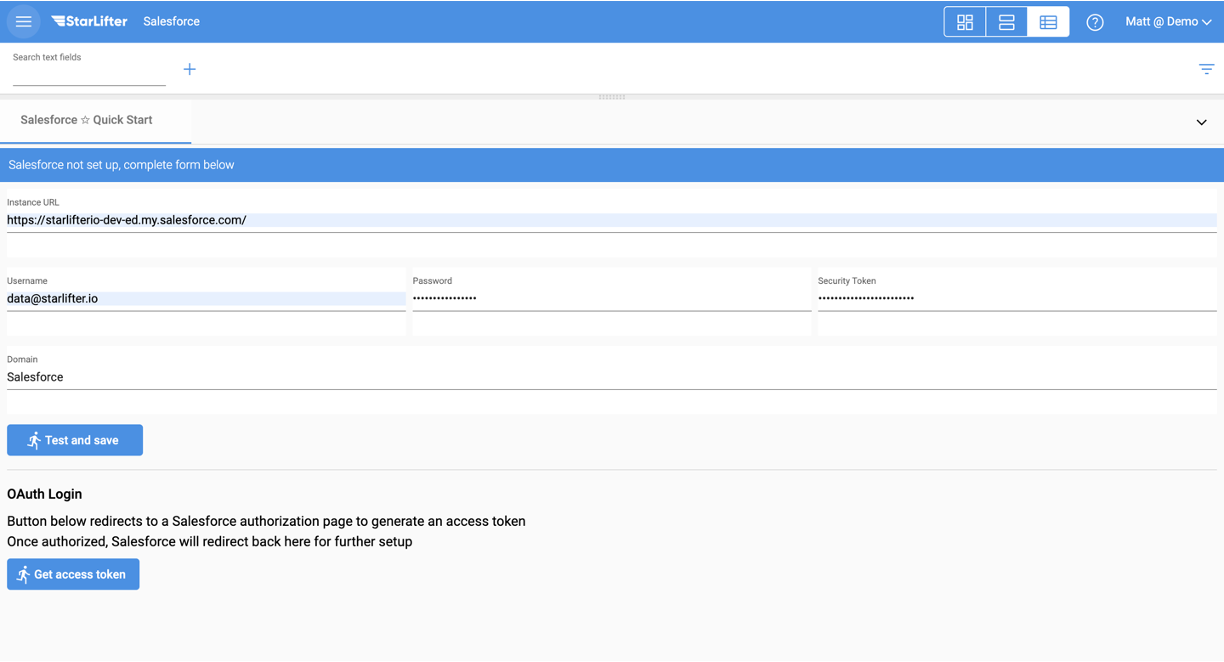 StarLifter Salesforce Matt @ Demo
Search text fields
Salesforce ☆ Quick Start
Salesforce not set up, complete form below
Instance URL
https://starlifterio-dev-ed.my.salesforce.com/
Username Password Security Token
data@starlifter.io •••••••••••••••• ••••••••••••••••••••••••
Domain
Salesforce
Test and save
OAuth Login
Button below redirects to a Salesforce authorization page to generate an access token
Once authorized, Salesforce will redirect back here for further setup
Get access token